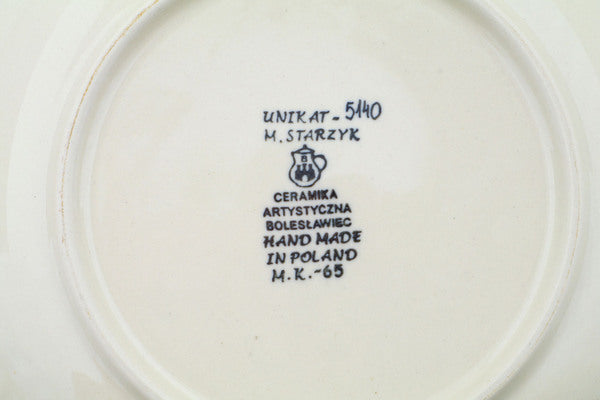 UNIKAT - 5140
M. STARZYK
B
CERAMIKA
ARTYSTYCZNA
BOLESŁAWIEC
HAND MADE
IN POLAND
M.K.-65